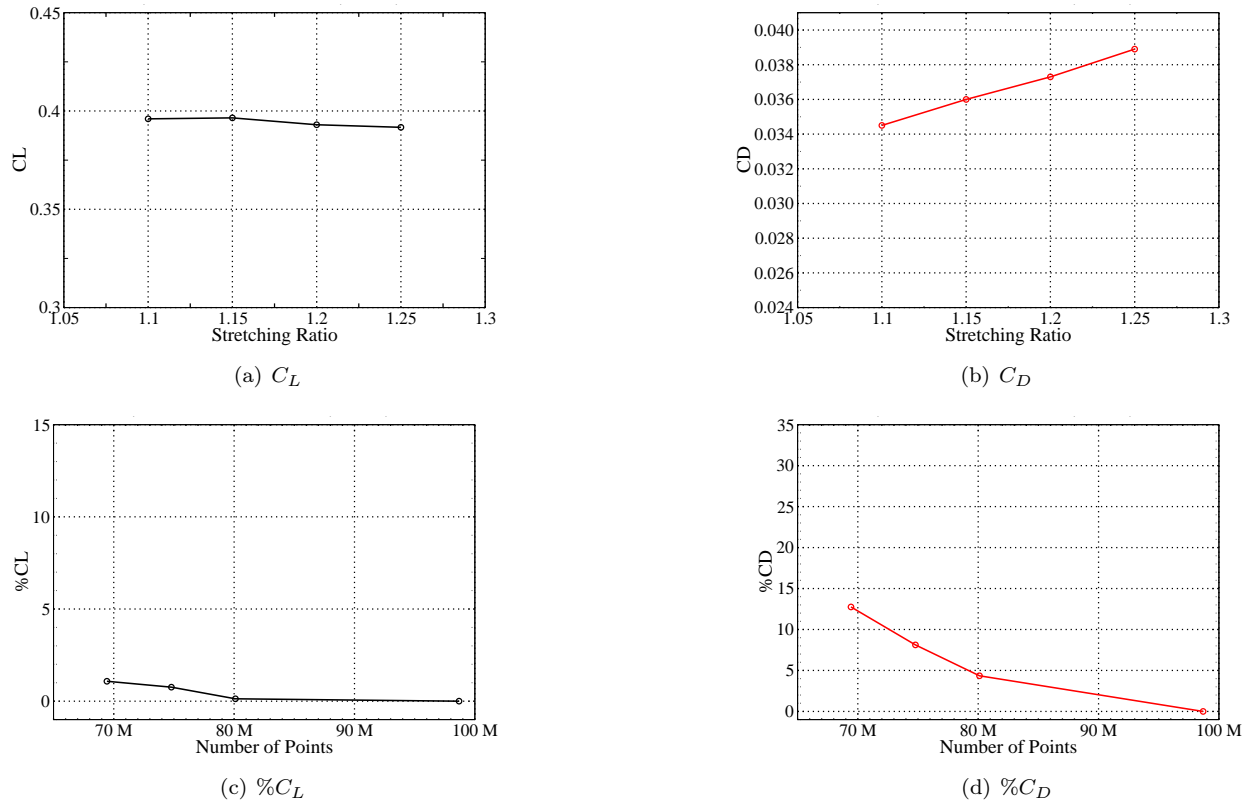 0.45
0.4
0.35
0.3
CL
1.05 1.1 1.15 1.2 1.25 1.3
Stretching Ratio
(a) C_L
0.040
0.038
0.036
0.034
0.032
0.030
0.028
0.026
0.024
CD
1.05 1.1 1.15 1.2 1.25 1.3
Stretching Ratio
(b) C_D
15
10
5
0
%CL
70 M 80 M 90 M 100 M
Number of Points
(c) %C_L
35
30
25
20
15
10
5
0
%CD
70 M 80 M 90 M 100 M
Number of Points
(d) %C_D